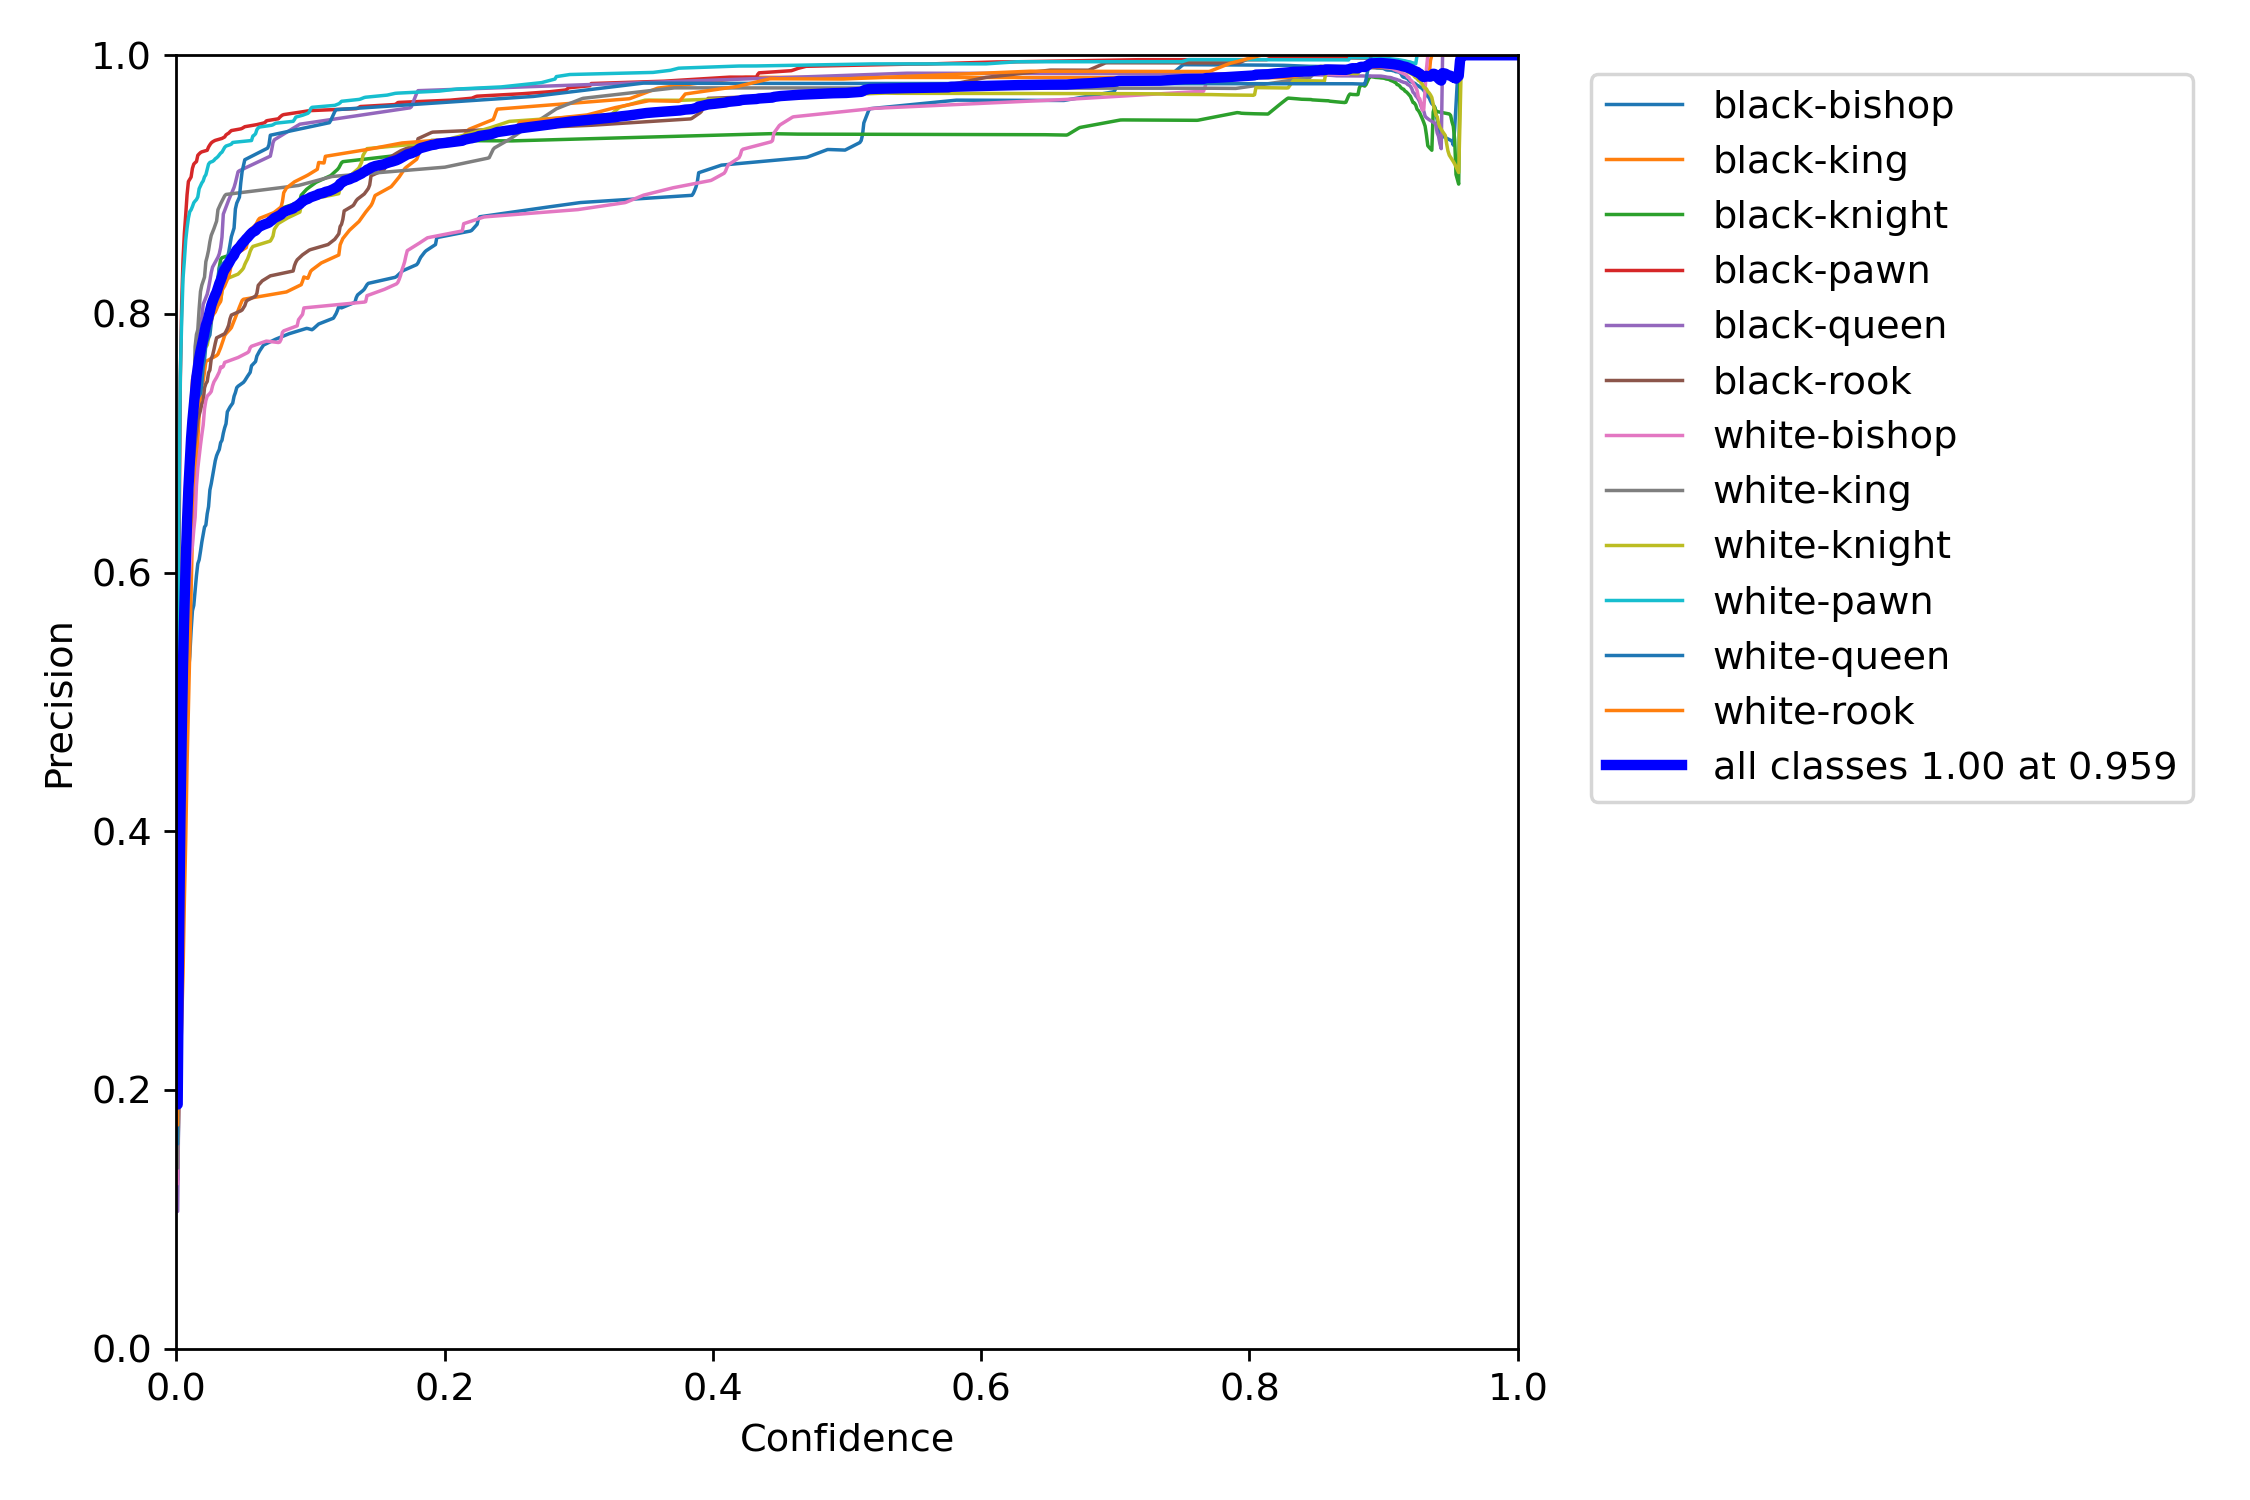 1.0
0.8
0.6
0.4
0.2
0.0
Precision
0.0 0.2 0.4 0.6 0.8 1.0
Confidence
black-bishop
black-king
black-knight
black-pawn
black-queen
black-rook
white-bishop
white-king
white-knight
white-pawn
white-queen
white-rook
all classes 1.00 at 0.959